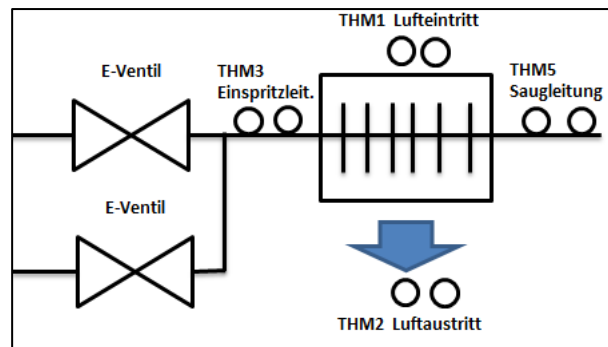 THM1  Lufteintritt
E-Ventil
THM3
Einspritzleit.
THM5
Saugleitung
E-Ventil
THM2  Luftaustritt